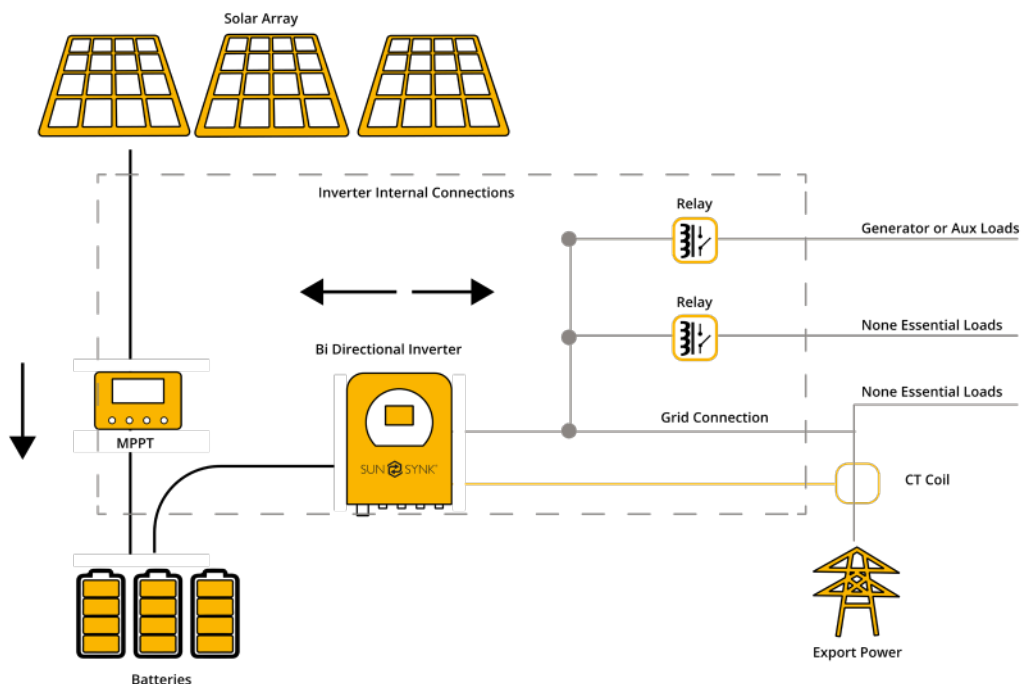 Solar Array
Inverter Internal Connections
Relay
Generator or Aux Loads
Relay
None Essential Loads
Bi Directional Inverter
None Essential Loads
Grid Connection
MPPT
SUN SYNK™
CT Coil
Export Power
Batteries